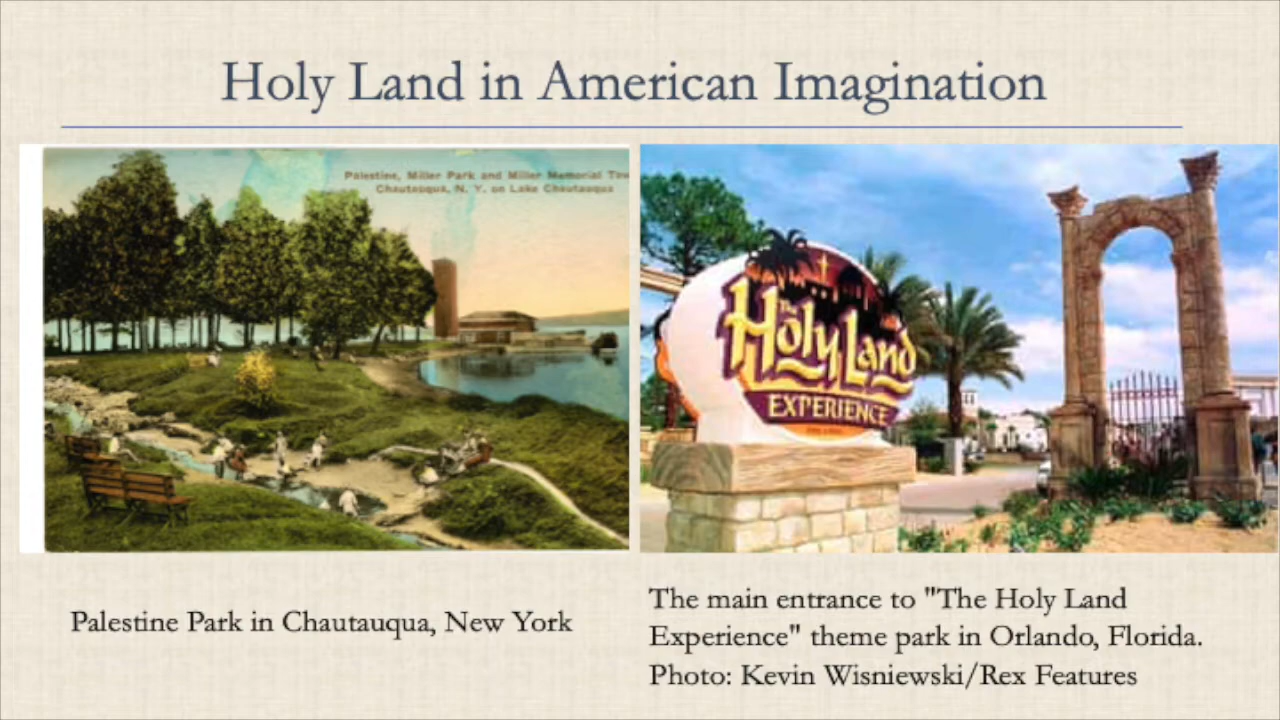 Holy Land in American Imagination
Palestine, Miller Park and Miller Memorial Tow
Chautauqua, N. Y. on Lake Chautauqua
The
Holy Land
EXPERIENCE
Palestine Park in Chautauqua, New York
The main entrance to "The Holy Land
Experience" theme park in Orlando, Florida.
Photo: Kevin Wisniewski/Rex Features